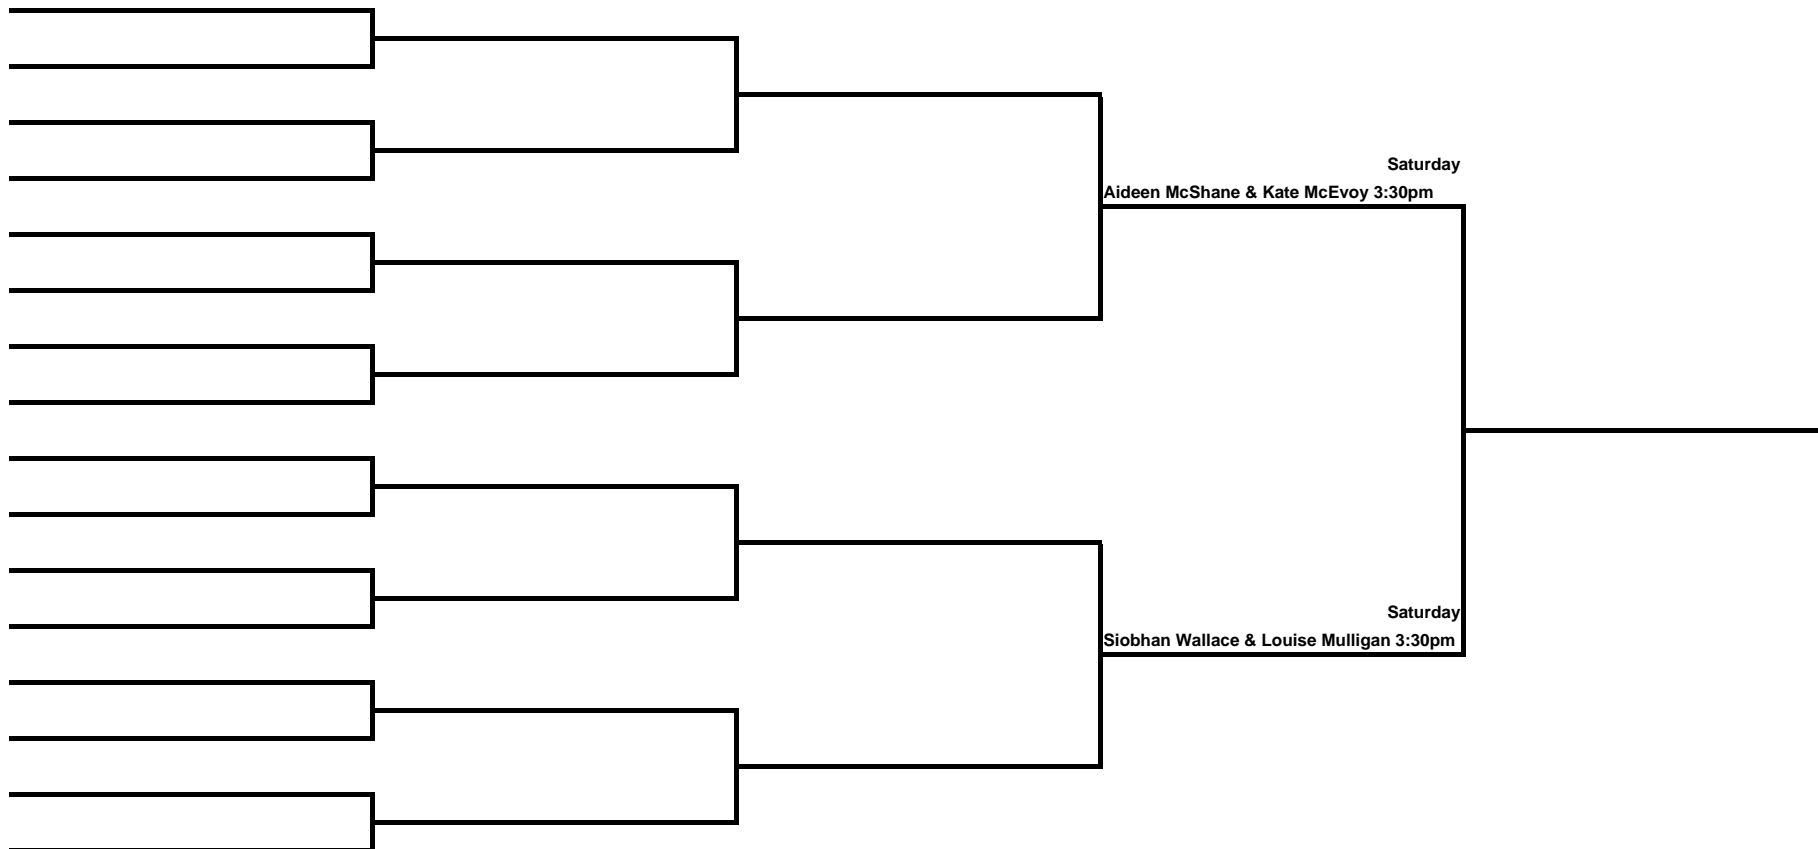 Saturday
Aideen McShane & Kate McEvoy 3:30pm
Saturday
Siobhan Wallace & Louise Mulligan 3:30pm